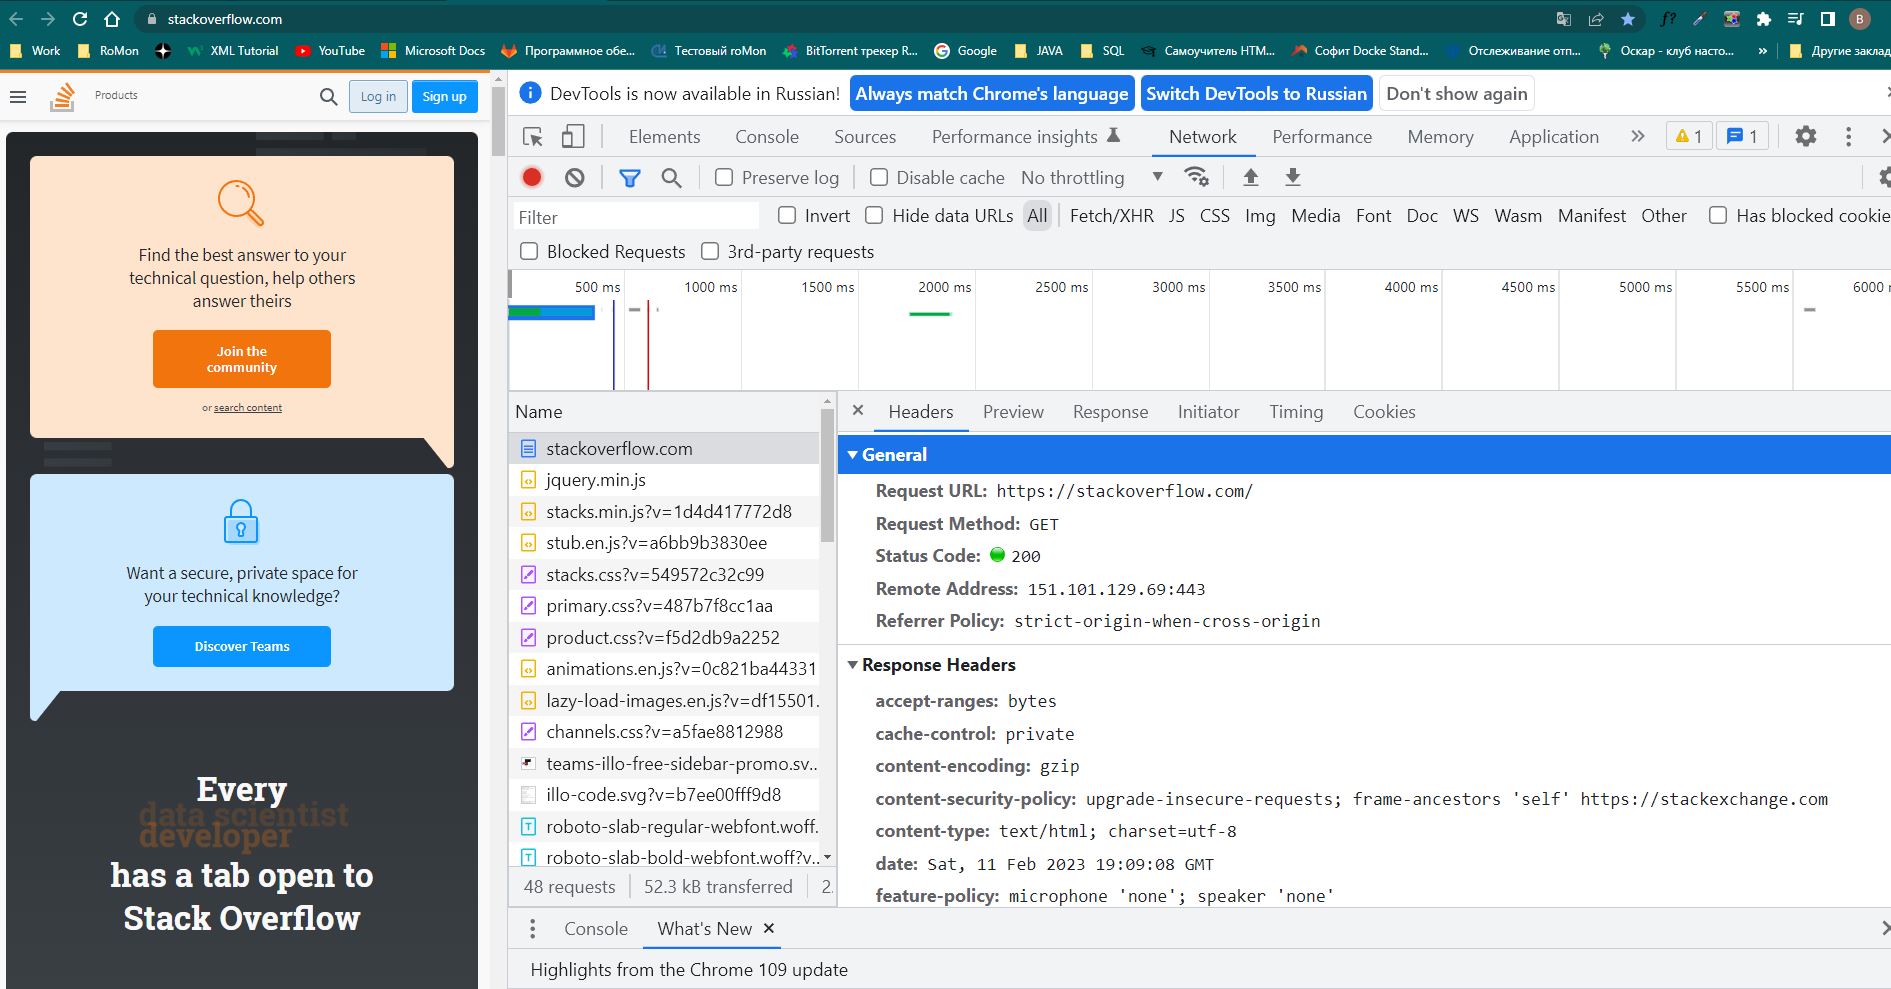 stackoverflow.com
Work RoMon XML Tutorial YouTube Microsoft Docs Программное обе... Тестовый roMon BitTorrent трекер R... Google JAVA SQL Самоучитель HTM... Софит Docke Stand... Отслеживание отп... Оскар - клуб насто... » Другие заклад
Products Log in Sign up
Find the best answer to your
technical question, help others
answer theirs
Join the
community
or search content
Want a secure, private space for
your technical knowledge?
Discover Teams
Every
data scientist
developer
has a tab open to
Stack Overflow
DevTools is now available in Russian! Always match Chrome's language Switch DevTools to Russian Don't show again
Elements Console Sources Performance insights Network Performance Memory Application » 1 1
Preserve log Disable cache No throttling
Filter Invert Hide data URLs All Fetch/XHR JS CSS Img Media Font Doc WS Wasm Manifest Other Has blocked cookie
Blocked Requests 3rd-party requests
500 ms 1000 ms 1500 ms 2000 ms 2500 ms 3000 ms 3500 ms 4000 ms 4500 ms 5000 ms 5500 ms 6000
Name
stackoverflow.com
jquery.min.js
stacks.min.js?v=1d4d417772d8
stub.en.js?v=a6bb9b3830ee
stacks.css?v=549572c32c99
primary.css?v=487b7f8cc1aa
product.css?v=f5d2db9a2252
animations.en.js?v=0c821ba44331
lazy-load-images.en.js?v=df15501.
channels.css?v=a5fae8812988
teams-illo-free-sidebar-promo.sv...
illo-code.svg?v=b7ee00fff9d8
roboto-slab-regular-webfont.woff.
roboto-slab-bold-webfont.woff?v...
48 requests 52.3 kB transferred 2.
Headers Preview Response Initiator Timing Cookies
General
Request URL: https://stackoverflow.com/
Request Method: GET
Status Code: 200
Remote Address: 151.101.129.69:443
Referrer Policy: strict-origin-when-cross-origin
Response Headers
accept-ranges: bytes
cache-control: private
content-encoding: gzip
content-security-policy: upgrade-insecure-requests; frame-ancestors 'self' https://stackexchange.com
content-type: text/html; charset=utf-8
date: Sat, 11 Feb 2023 19:09:08 GMT
feature-policy: microphone 'none'; speaker 'none'
Console What's New
Highlights from the Chrome 109 update